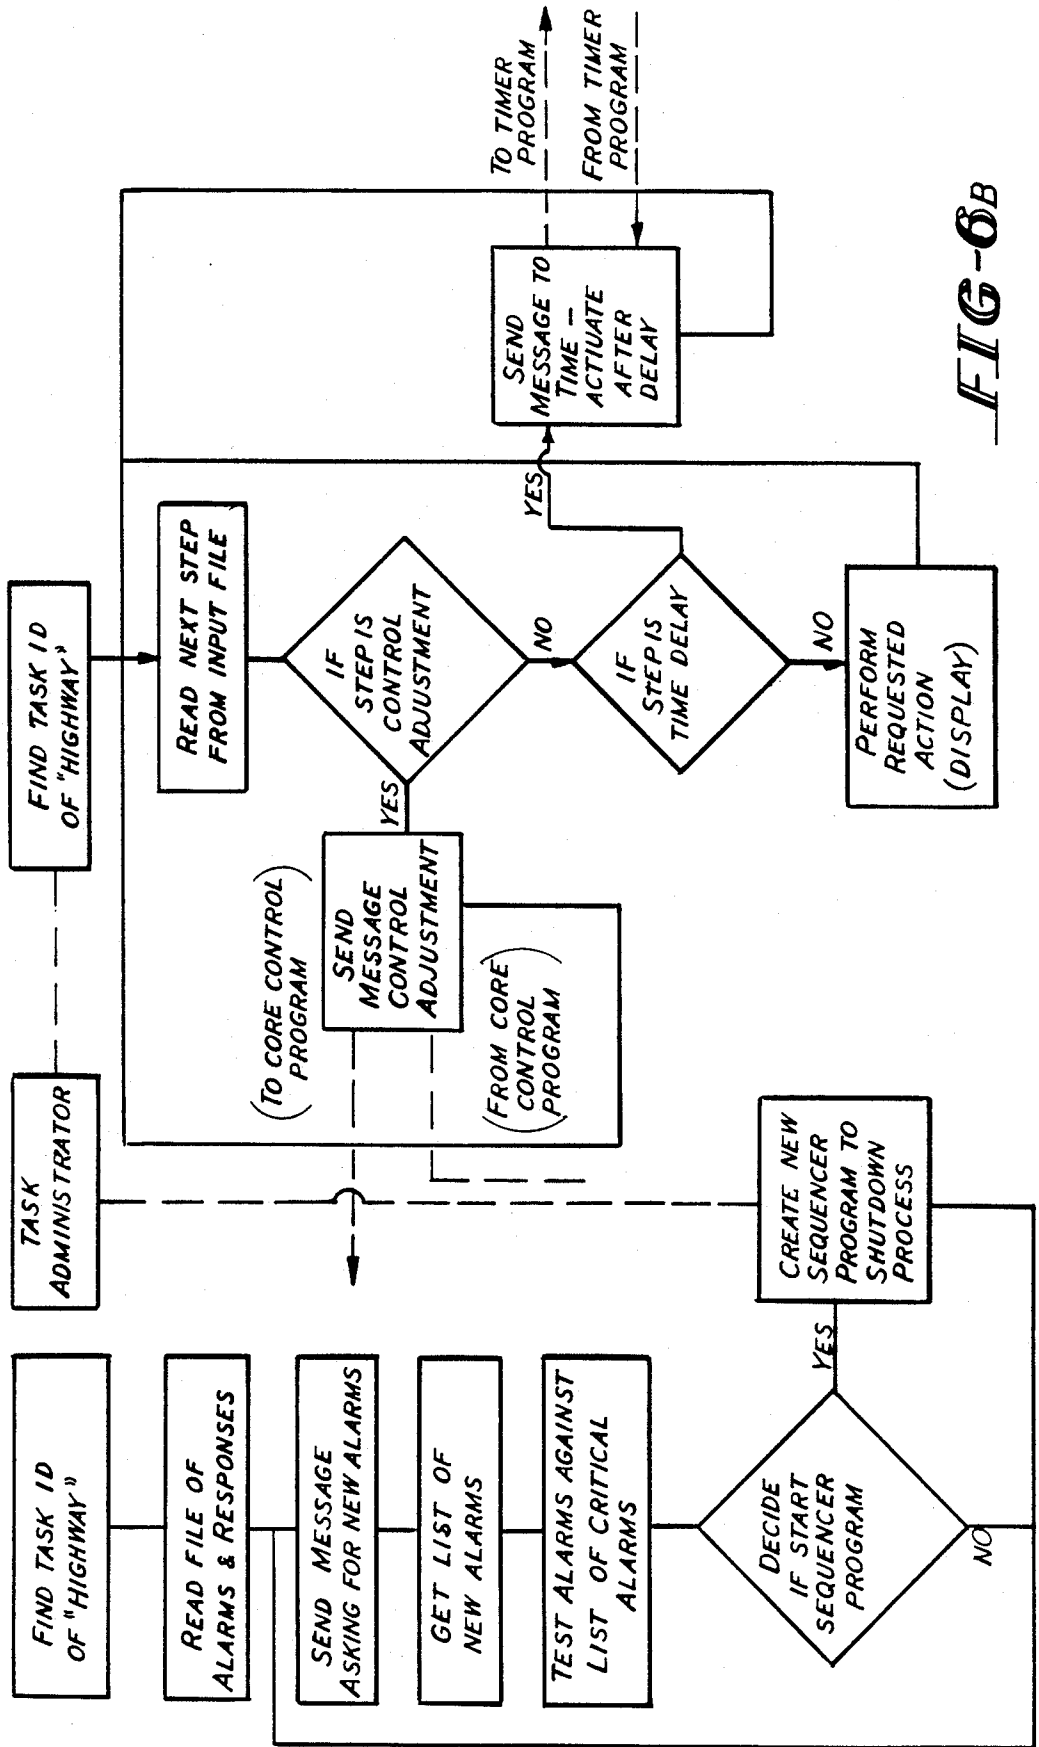 FIND TASK ID
OF "HIGHWAY"
READ FILE OF
ALARMS & RESPONSES
SEND MESSAGE
ASKING FOR NEW ALARMS
GET LIST OF
NEW ALARMS
TEST ALARMS AGAINST
LIST OF CRITICAL
ALARMS
DECIDE
IF START
SEQUENCER
PROGRAM
YES
NO
CREATE NEW
SEQUENCER
PROGRAM TO
SHUTDOWN
PROCESS
TASK
ADMINISTRATOR
FIND TASK ID
OF "HIGHWAY"
READ NEXT STEP
FROM INPUT FILE
IF
STEP IS
CONTROL
ADJUSTMENT
YES
NO
SEND
MESSAGE
CONTROL
ADJUSTMENT
(TO CORE CONTROL
PROGRAM)
(FROM CORE
CONTROL
PROGRAM)
IF
STEP IS
TIME DELAY
YES
NO
PERFORM
REQUESTED
ACTION
(DISPLAY)
SEND
MESSAGE TO
TIME –
ACTIUATE
AFTER
DELAY
TO TIMER
PROGRAM
FROM TIMER
PROGRAM
FIG-6B